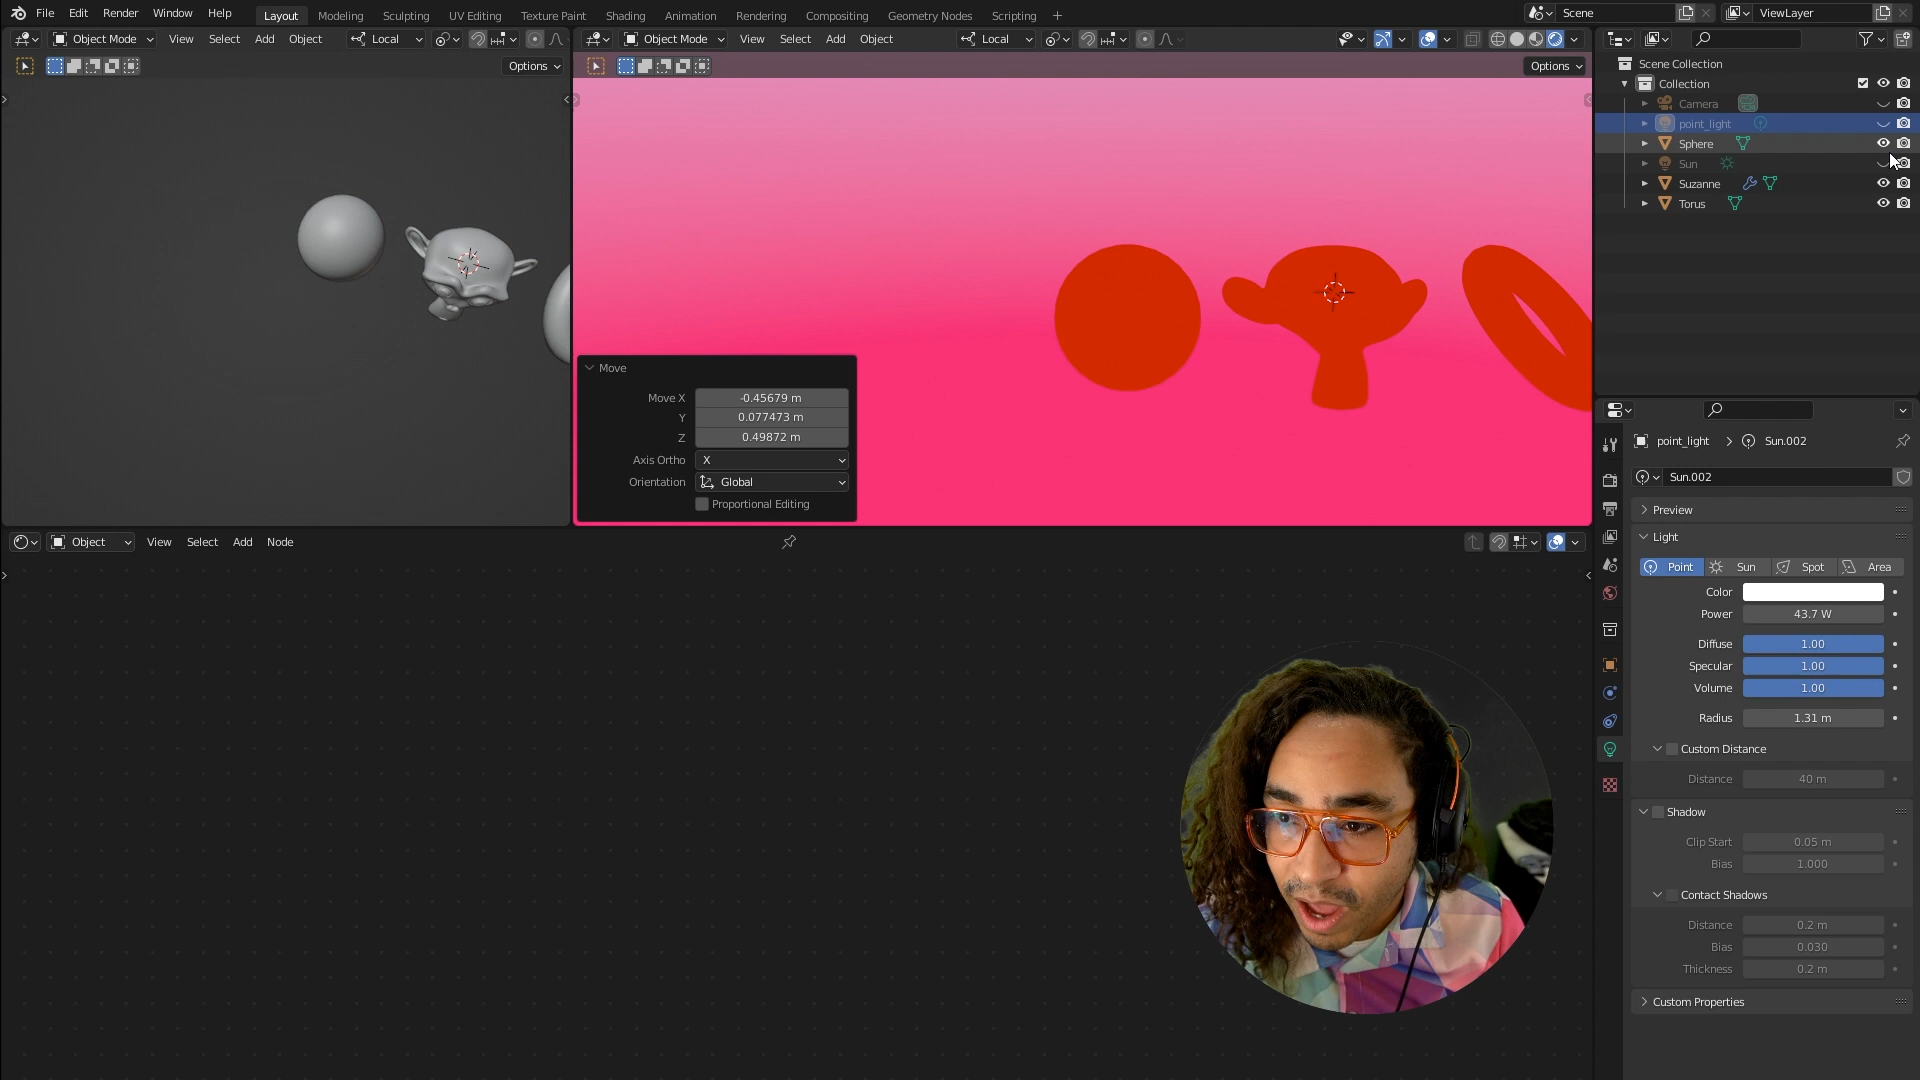 File Edit Render Window Help Layout Modeling Sculpting UV Editing Texture Paint Shading Animation Rendering Compositing Geometry Nodes Scripting + Scene ViewLayer
Object Mode View Select Add Object Local
Object Mode View Select Add Object Local
Options
Options
Scene Collection
Collection
Camera
point_light
Sphere
Sun
Suzanne
Torus
Move
Move X -0.45679 m
Y 0.077473 m
Z 0.49872 m
Axis Ortho X
Orientation Global
Proportional Editing
Object View Select Add Node
point_light > Sun.002
Sun.002
Preview
Light
Point Sun Spot Area
Color
Power 43.7 W
Diffuse 1.00
Specular 1.00
Volume 1.00
Radius 1.31 m
Custom Distance
Distance 40 m
Shadow
Clip Start 0.05 m
Bias 1.000
Contact Shadows
Distance 0.2 m
Bias 0.030
Thickness 0.2 m
Custom Properties